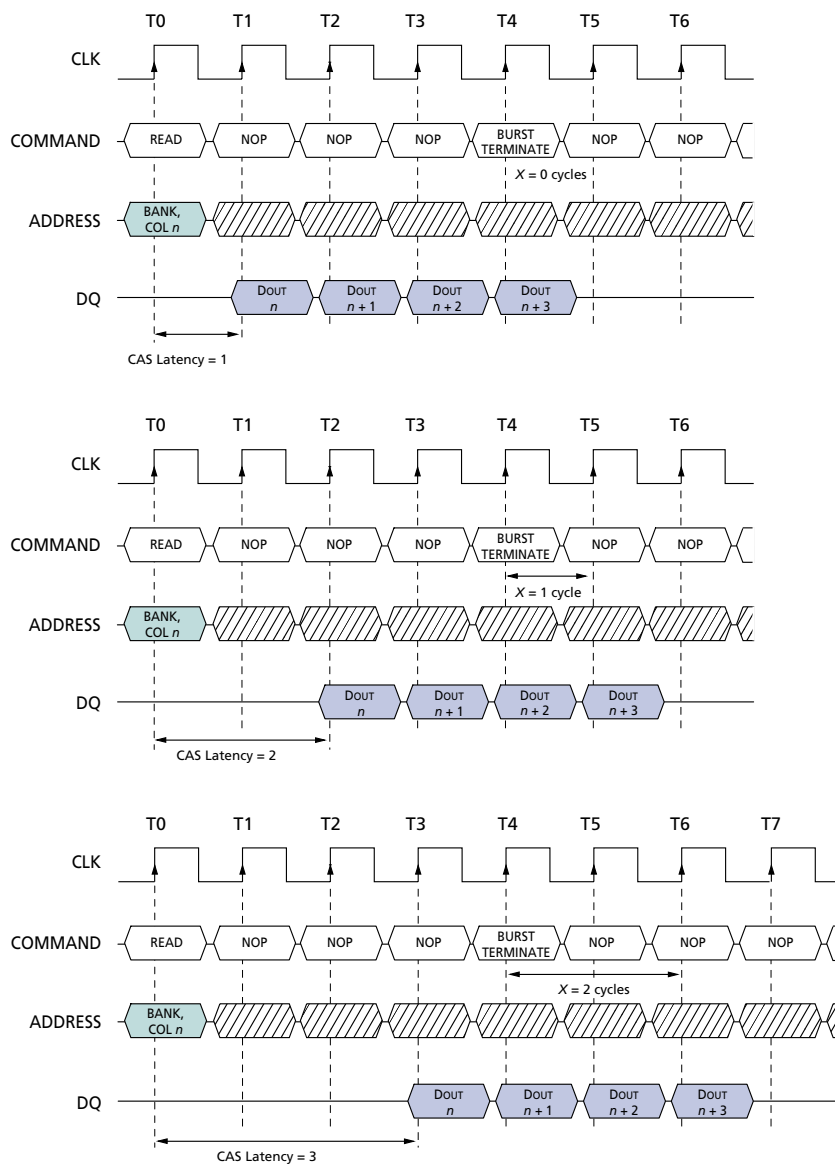 T0 T1 T2 T3 T4 T5 T6
CLK
COMMAND READ NOP NOP NOP BURST TERMINATE NOP NOP
X = 0 cycles
ADDRESS BANK, COL n
DQ DOUT n DOUT n + 1 DOUT n + 2 DOUT n + 3
CAS Latency = 1
T0 T1 T2 T3 T4 T5 T6
CLK
COMMAND READ NOP NOP NOP BURST TERMINATE NOP NOP
X = 1 cycle
ADDRESS BANK, COL n
DQ DOUT n DOUT n + 1 DOUT n + 2 DOUT n + 3
CAS Latency = 2
T0 T1 T2 T3 T4 T5 T6 T7
CLK
COMMAND READ NOP NOP NOP BURST TERMINATE NOP NOP NOP
X = 2 cycles
ADDRESS BANK, COL n
DQ DOUT n DOUT n + 1 DOUT n + 2 DOUT n + 3
CAS Latency = 3